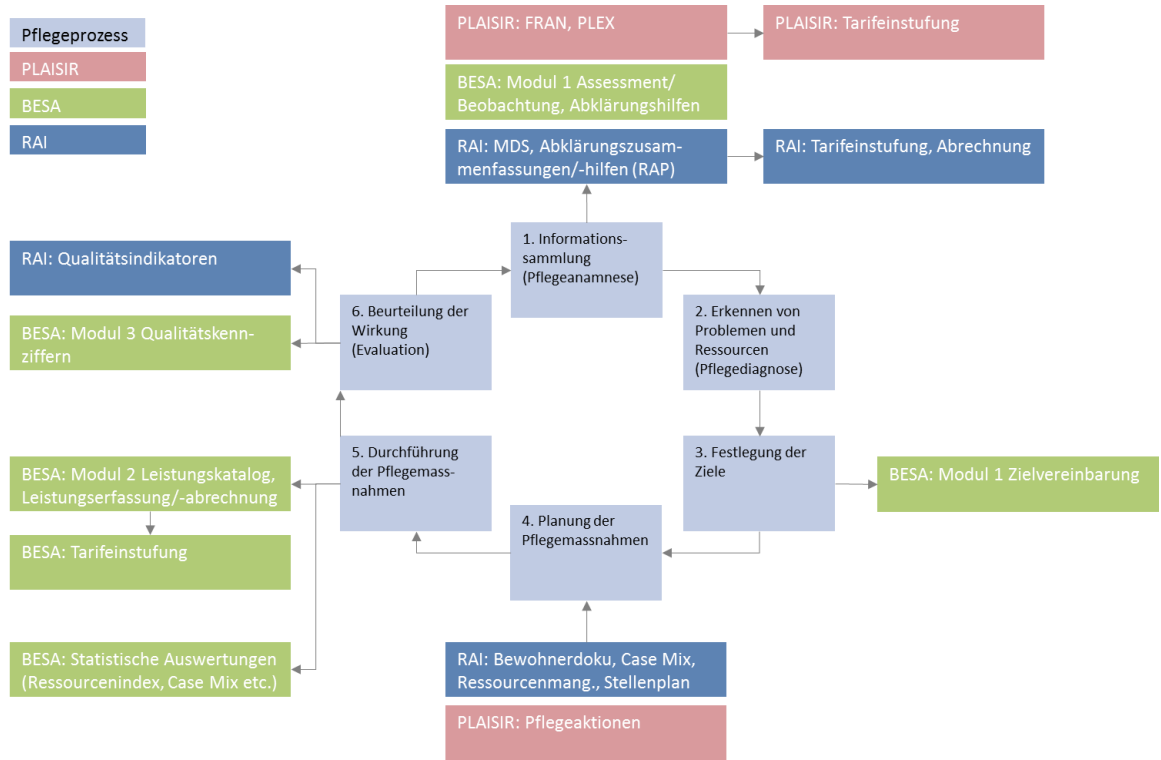 Pflegeprozess
PLAISIR
BESA
RAI
PLAISIR: FRAN, PLEX
PLAISIR: Tarifeinstufung
BESA: Modul 1 Assessment/
Beobachtung, Abklärungshilfen
RAI: MDS, Abklärungszusam-
menfassungen/-hilfen (RAP)
RAI: Tarifeinstufung, Abrechnung
1. Informations-
sammlung
(Pflegeanamnese)
RAI: Qualitätsindikatoren
6. Beurteilung der
Wirkung
(Evaluation)
2. Erkennen von
Problemen und
Ressourcen
(Pflegediagnose)
BESA: Modul 3 Qualitätskenn-
ziffern
5. Durchführung
der Pflegemass-
nahmen
3. Festlegung der
Ziele
BESA: Modul 2 Leistungskatalog,
Leistungserfassung/-abrechnung
BESA: Modul 1 Zielvereinbarung
4. Planung der
Pflegemassnahmen
BESA: Tarifeinstufung
BESA: Statistische Auswertungen
(Ressourcenindex, Case Mix etc.)
RAI: Bewohnerdoku, Case Mix,
Ressourcenmang., Stellenplan
PLAISIR: Pflegeaktionen